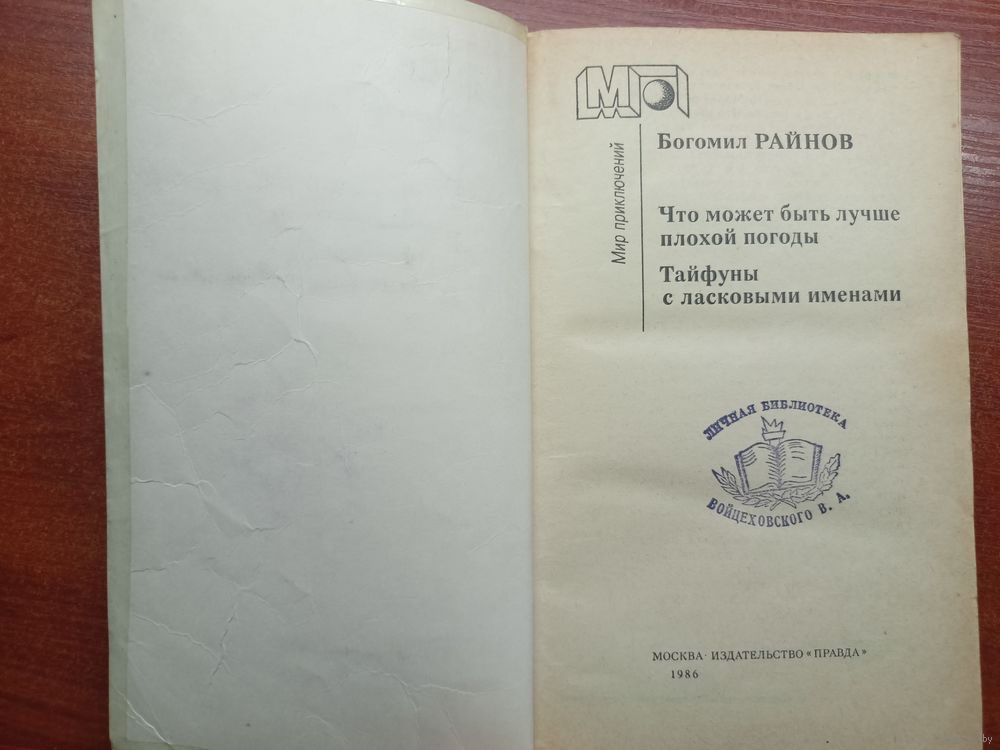 МП
Мир приключений
Богомил РАЙНОВ
Что может быть лучше
плохой погоды
Тайфуны
с ласковыми именами
ЛИЧНАЯ БИБЛИОТЕКА
ВОЙЦЕХОВСКОГО В. А.
МОСКВА· ИЗДАТЕЛЬСТВО «ПРАВДА»
1986